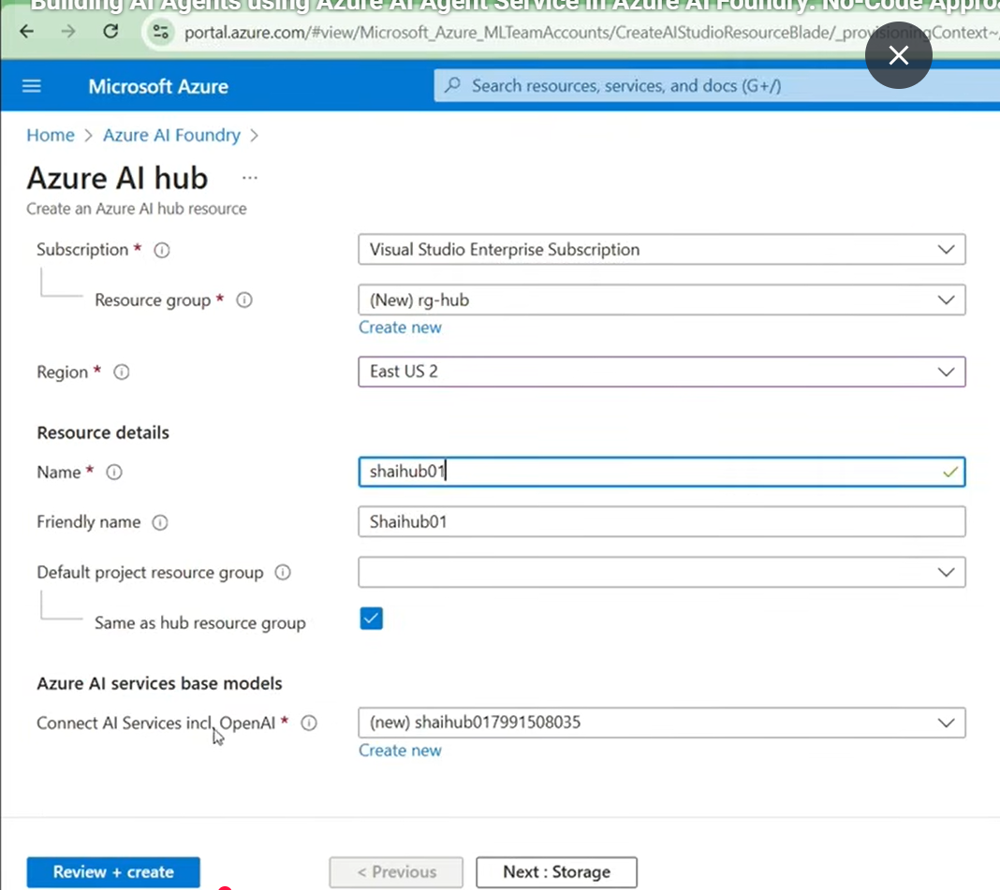 Building AI Agents using Azure AI Agent Service in Azure AI Foundry: No-Code Approa
portal.azure.com/#view/Microsoft_Azure_MLTeamAccounts/CreateAIStudioResourceBlade/_provisioningContext~/
Microsoft Azure
Search resources, services, and docs (G+/)
Home > Azure AI Foundry >
Azure AI hub ...
Create an Azure AI hub resource
Subscription * Visual Studio Enterprise Subscription
Resource group * (New) rg-hub
Create new
Region * East US 2
Resource details
Name * shaihub01
Friendly name Shaihub01
Default project resource group
Same as hub resource group
Azure AI services base models
Connect AI Services incl. OpenAI * (new) shaihub017991508035
Create new
Review + create < Previous Next : Storage